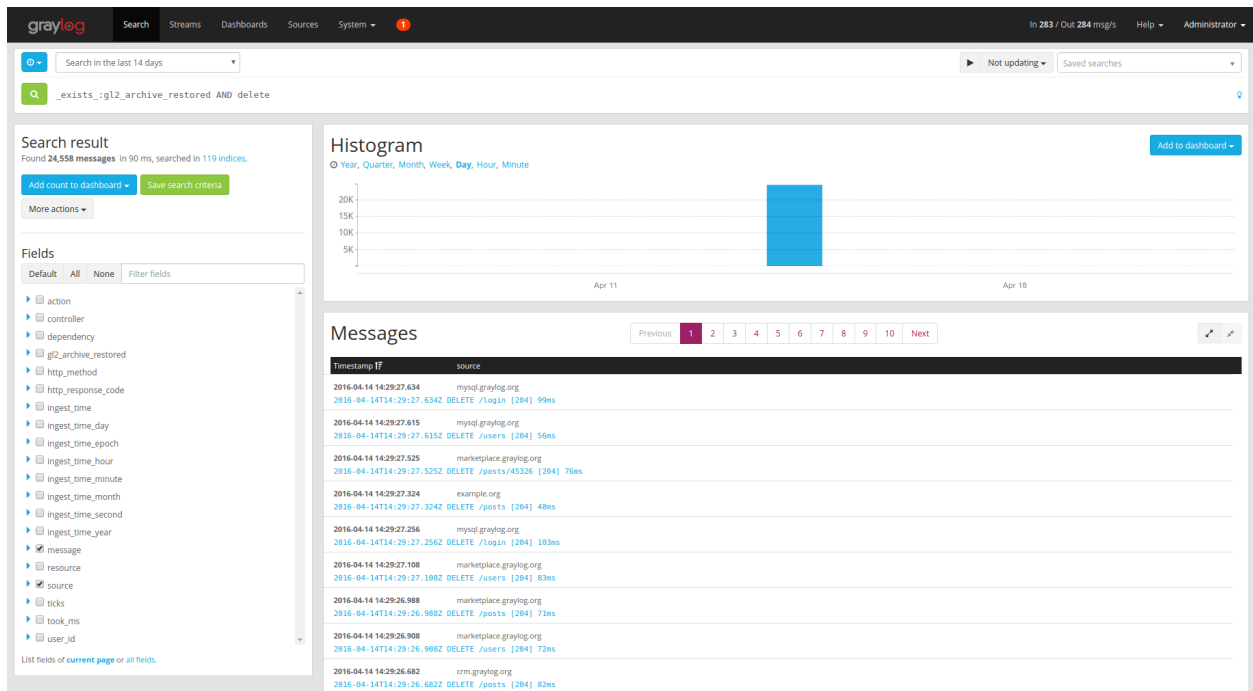 graylog Search Streams Dashboards Sources System 1 In 283 / Out 284 msg/s Help Administrator
Search in the last 14 days Not updating Saved searches
_exists_:gl2_archive_restored AND delete
Search result
Found 24,558 messages in 90 ms, searched in 119 indices.
Add count to dashboard Save search criteria
More actions
Fields
Default All None Filter fields
action
controller
dependency
gl2_archive_restored
http_method
http_response_code
ingest_time
ingest_time_day
ingest_time_epoch
ingest_time_hour
ingest_time_minute
ingest_time_month
ingest_time_second
ingest_time_year
message
resource
source
ticks
took_ms
user_id
List fields of current page or all fields.
Histogram
Add to dashboard
Year, Quarter, Month, Week, Day, Hour, Minute
20K
15K
10K
5K
Apr 11 Apr 18
Messages
Previous 1 2 3 4 5 6 7 8 9 10 Next
Timestamp source
2016-04-14 14:29:27.634 mysql.graylog.org
2016-04-14T14:29:27.634Z DELETE /login [204] 99ms
2016-04-14 14:29:27.615 mysql.graylog.org
2016-04-14T14:29:27.615Z DELETE /users [204] 56ms
2016-04-14 14:29:27.525 marketplace.graylog.org
2016-04-14T14:29:27.525Z DELETE /posts/45326 [204] 76ms
2016-04-14 14:29:27.324 example.org
2016-04-14T14:29:27.324Z DELETE /posts [204] 48ms
2016-04-14 14:29:27.256 mysql.graylog.org
2016-04-14T14:29:27.256Z DELETE /login [204] 103ms
2016-04-14 14:29:27.108 marketplace.graylog.org
2016-04-14T14:29:27.108Z DELETE /users [204] 83ms
2016-04-14 14:29:26.988 marketplace.graylog.org
2016-04-14T14:29:26.988Z DELETE /posts [204] 71ms
2016-04-14 14:29:26.908 marketplace.graylog.org
2016-04-14T14:29:26.908Z DELETE /users [204] 72ms
2016-04-14 14:29:26.682 crm.graylog.org
2016-04-14T14:29:26.682Z DELETE /posts [204] 82ms